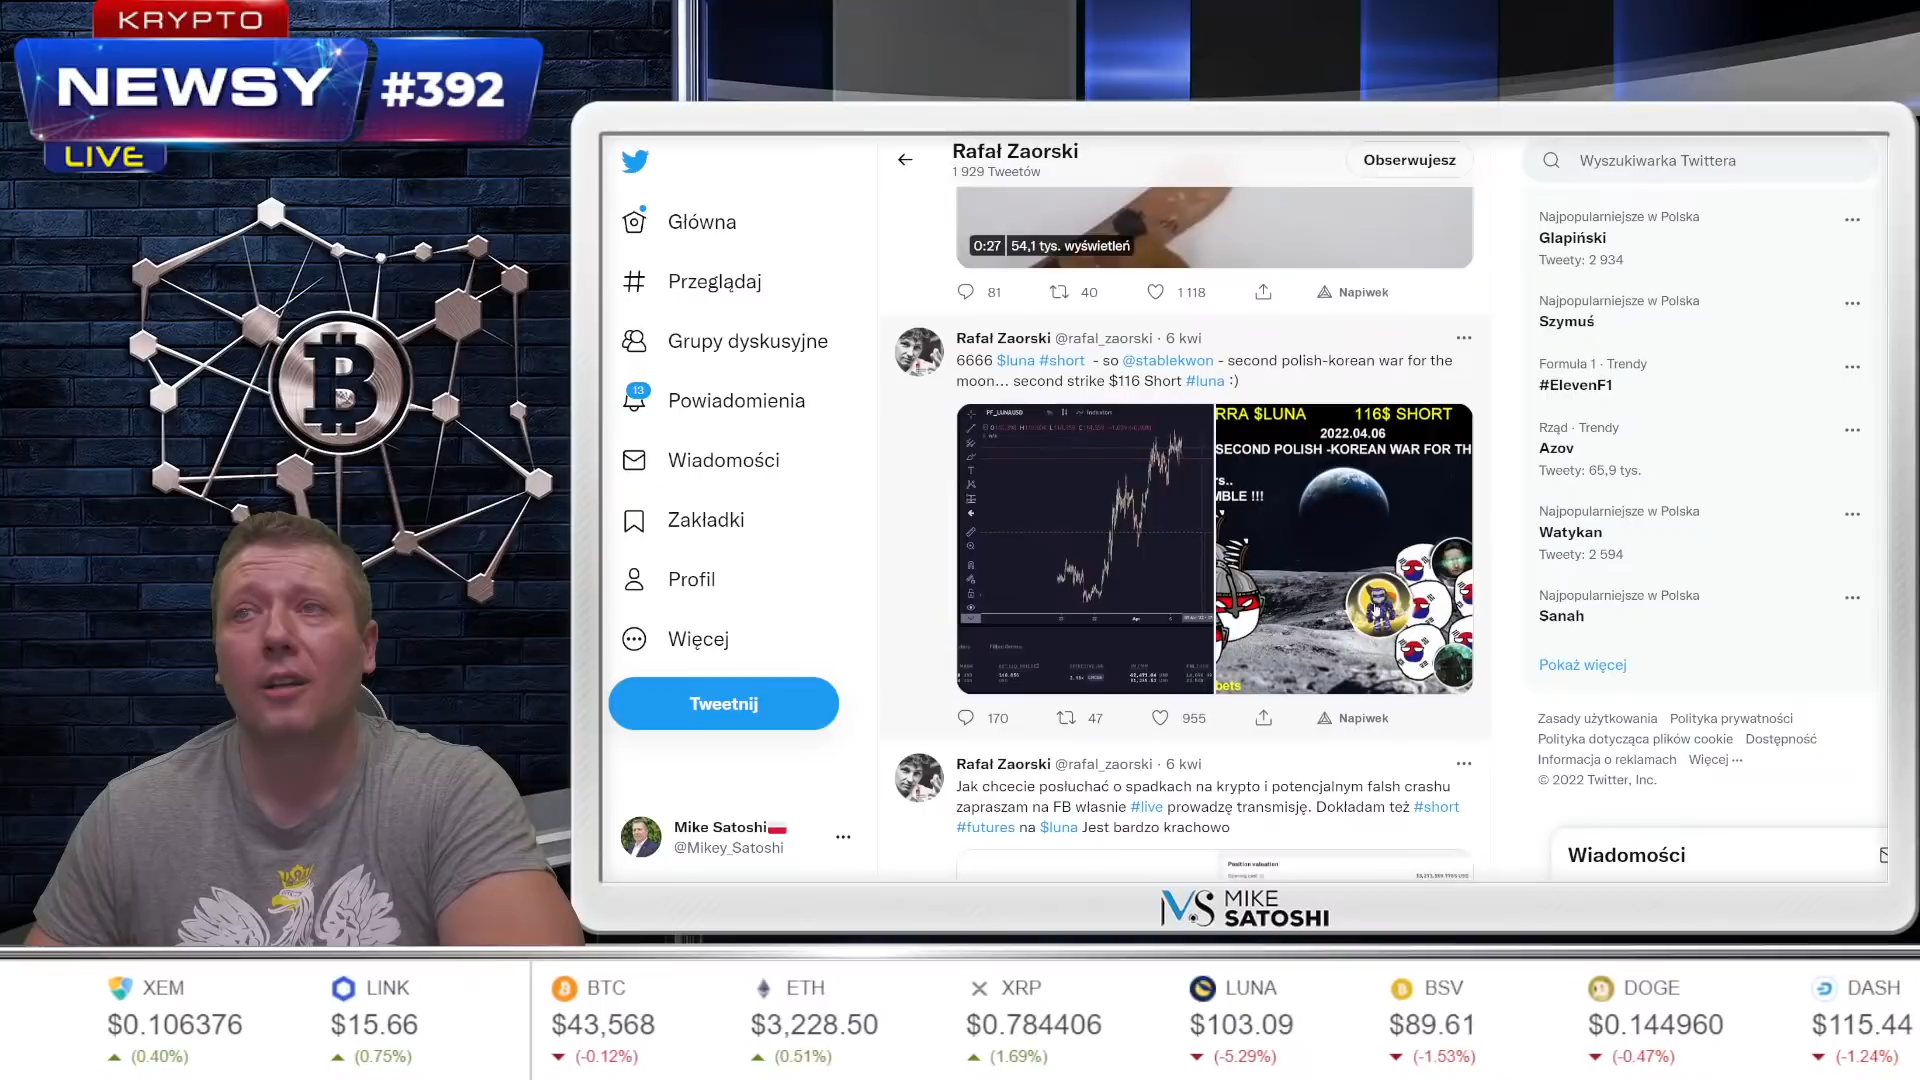 KRYPTO
NEWSY #392
LIVE
Główna
Przeglądaj
Grupy dyskusyjne
13
Powiadomienia
Wiadomości
Zakładki
Profil
Więcej
Tweetnij
Mike Satoshi
@Mikey_Satoshi
Rafał Zaorski
1 929 Tweetów
Obserwujesz
0:27 54,1 tys. wyświetleń
81 40 1 118 Napiwek
Rafał Zaorski @rafal_zaorski · 6 kwi
6666 $luna #short - so @stablekwon - second polish-korean war for the
moon... second strike $116 Short #luna :)
PF_LUNAUSD
RRA $LUNA 116$ SHORT
2022.04.06
SECOND POLISH -KOREAN WAR FOR TH
rs..
MBLE !!!
bets
170 47 955 Napiwek
Rafał Zaorski @rafal_zaorski · 6 kwi
Jak chcecie posłuchać o spadkach na krypto i potencjalnym falsh crashu
zapraszam na FB własnie #live prowadzę transmisję. Dokładam też #short
#futures na $luna Jest bardzo krachowo
Position valuation
Wyszukiwarka Twittera
Najpopularniejsze w Polska
Glapiński
Tweety: 2 934
Najpopularniejsze w Polska
Szymuś
Formula 1 · Trendy
#ElevenF1
Rząd · Trendy
Azov
Tweety: 65,9 tys.
Najpopularniejsze w Polska
Watykan
Tweety: 2 594
Najpopularniejsze w Polska
Sanah
Pokaż więcej
Zasady użytkowania Polityka prywatności
Polityka dotycząca plików cookie Dostępność
Informacja o reklamach Więcej ···
© 2022 Twitter, Inc.
Wiadomości
MS MIKE
SATOSHI
XEM LINK BTC ETH XRP LUNA BSV DOGE DASH
$0.106376 $15.66 $43,568 $3,228.50 $0.784406 $103.09 $89.61 $0.144960 $115.44
(0.40%) (0.75%) (-0.12%) (0.51%) (1.69%) (-5.29%) (-1.53%) (-0.47%) (-1.24%)